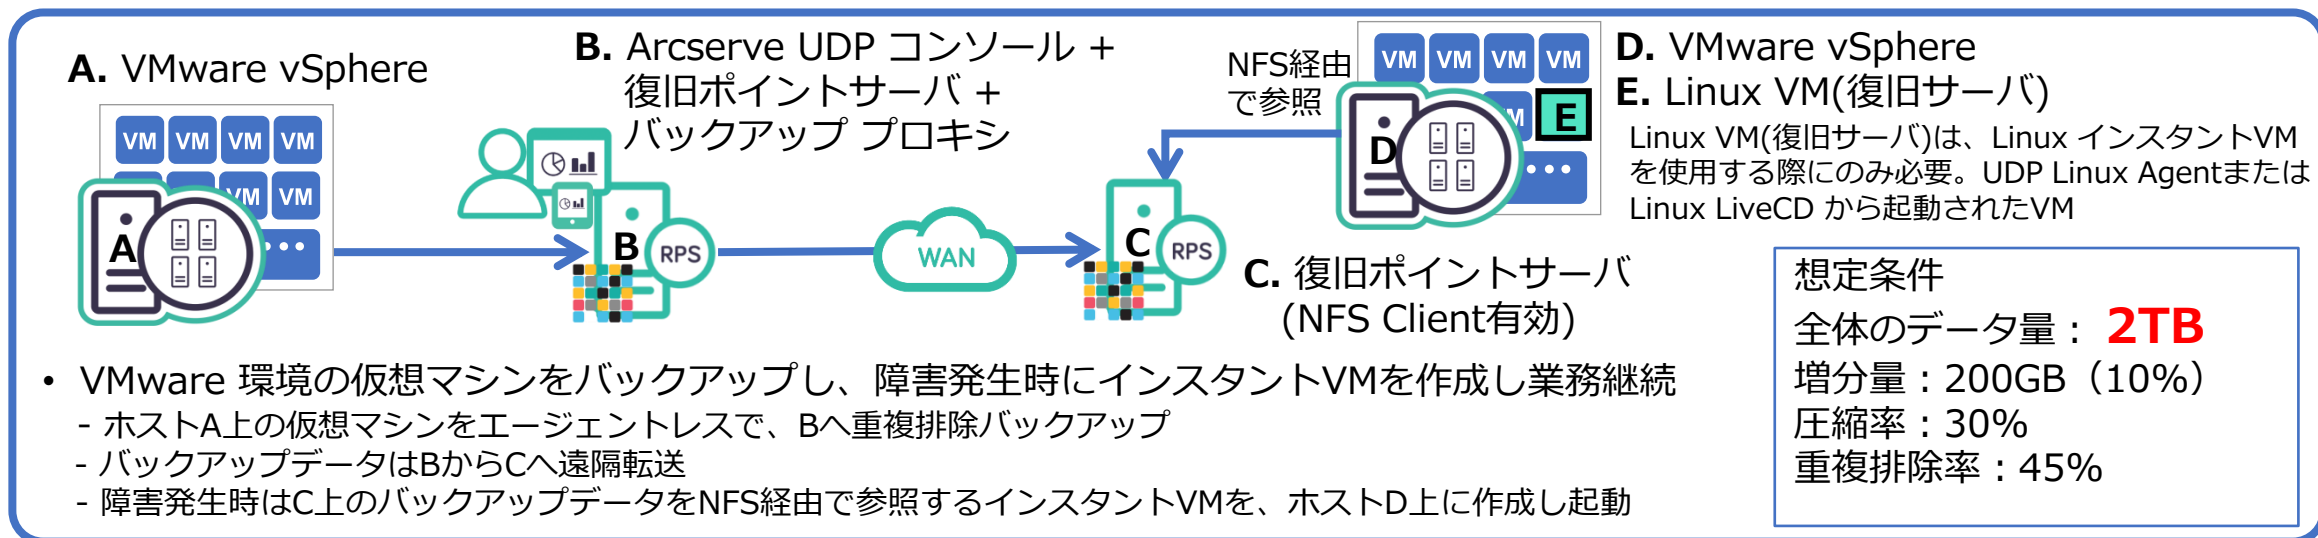 A. VMware vSphere
VM VM VM VM
VM VM
A
B. Arcserve UDP コンソール +
復旧ポイントサーバ +
バックアップ プロキシ
B
RPS
WAN
C
RPS
C. 復旧ポイントサーバ
(NFS Client有効)
NFS経由
で参照
VM VM VM VM
E
D
D. VMware vSphere
E. Linux VM(復旧サーバ)
Linux VM(復旧サーバ)は、Linux インスタントVM
を使用する際にのみ必要。UDP Linux Agentまたは
Linux LiveCD から起動されたVM
• VMware 環境の仮想マシンをバックアップし、障害発生時にインスタントVMを作成し業務継続
- ホストA上の仮想マシンをエージェントレスで、Bへ重複排除バックアップ
- バックアップデータはBからCへ遠隔転送
- 障害発生時はC上のバックアップデータをNFS経由で参照するインスタントVMを、ホストD上に作成し起動
想定条件
全体のデータ量： 2TB
増分量：200GB（10%）
圧縮率：30%
重複排除率：45%